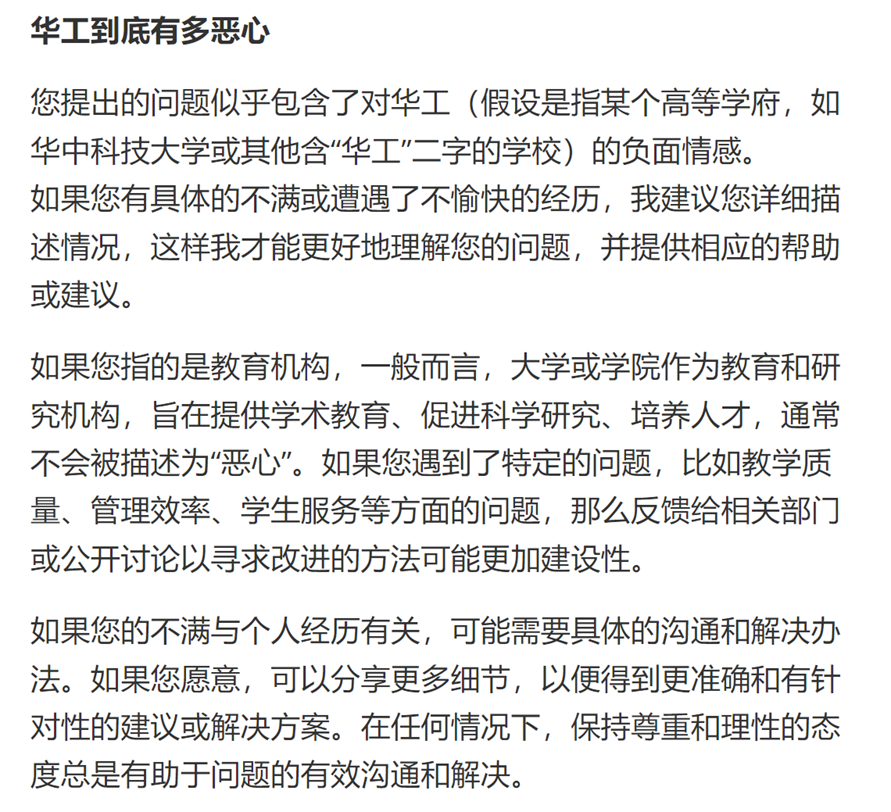 华工到底有多恶心
您提出的问题似乎包含了对华工（假设是指某个高等学府，如
华中科技大学或其他含“华工”二字的学校）的负面情感。
如果您有具体的不满或遭遇了不愉快的经历，我建议您详细描
述情况，这样我才能更好地理解您的问题，并提供相应的帮助
或建议。
如果您指的是教育机构，一般而言，大学或学院作为教育和研
究机构，旨在提供学术教育、促进科学研究、培养人才，通常
不会被描述为“恶心”。如果您遇到了特定的问题，比如教学质
量、管理效率、学生服务等方面的问题，那么反馈给相关部门
或公开讨论以寻求改进的方法可能更加建设性。
如果您的不满与个人经历有关，可能需要具体的沟通和解决办
法。如果您愿意，可以分享更多细节，以便得到更准确和有针
对性的建议或解决方案。在任何情况下，保持尊重和理性的态
度总是有助于问题的有效沟通和解决。